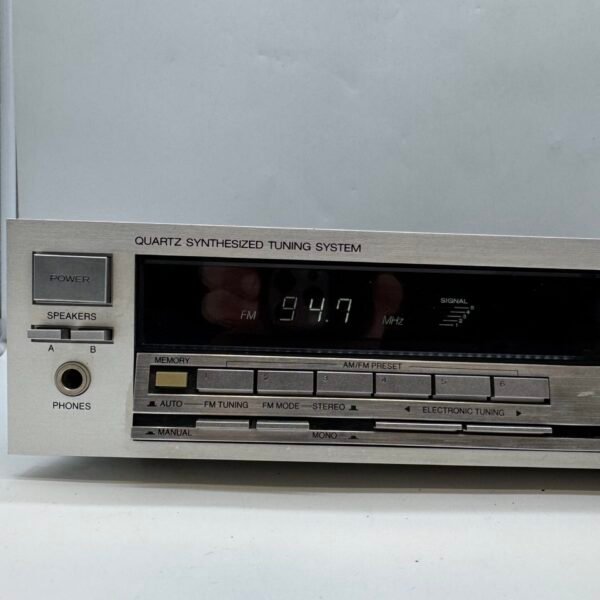 QUARTZ SYNTHESIZED TUNING SYSTEM
POWER
SPEAKERS
A B
PHONES
FM 94.7 MHz
SIGNAL
MEMORY
AM/FM PRESET
1 2 3 4 5 6
AUTO FM TUNING FM MODE STEREO ◄ ELECTRONIC TUNING ►
MANUAL MONO